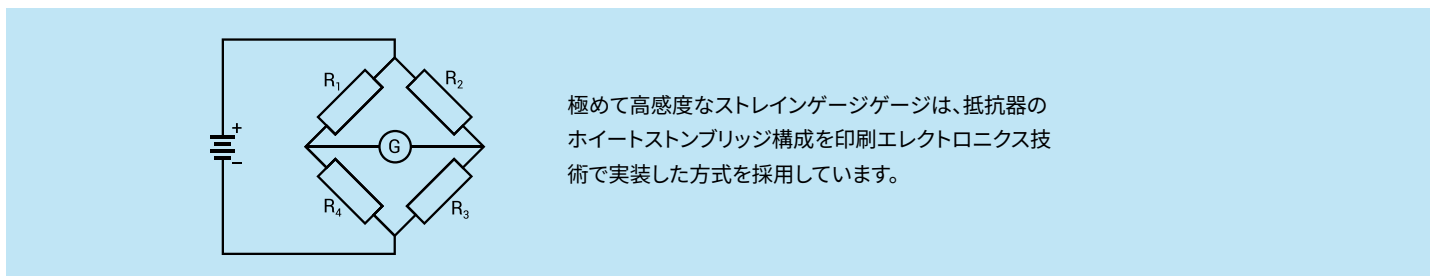 R₁
R₂
+
G
−
R₄
R₃
極めて高感度なストレインゲージゲージは、抵抗器の
ホイートストンブリッジ構成を印刷エレクトロニクス技
術で実装した方式を採用しています。